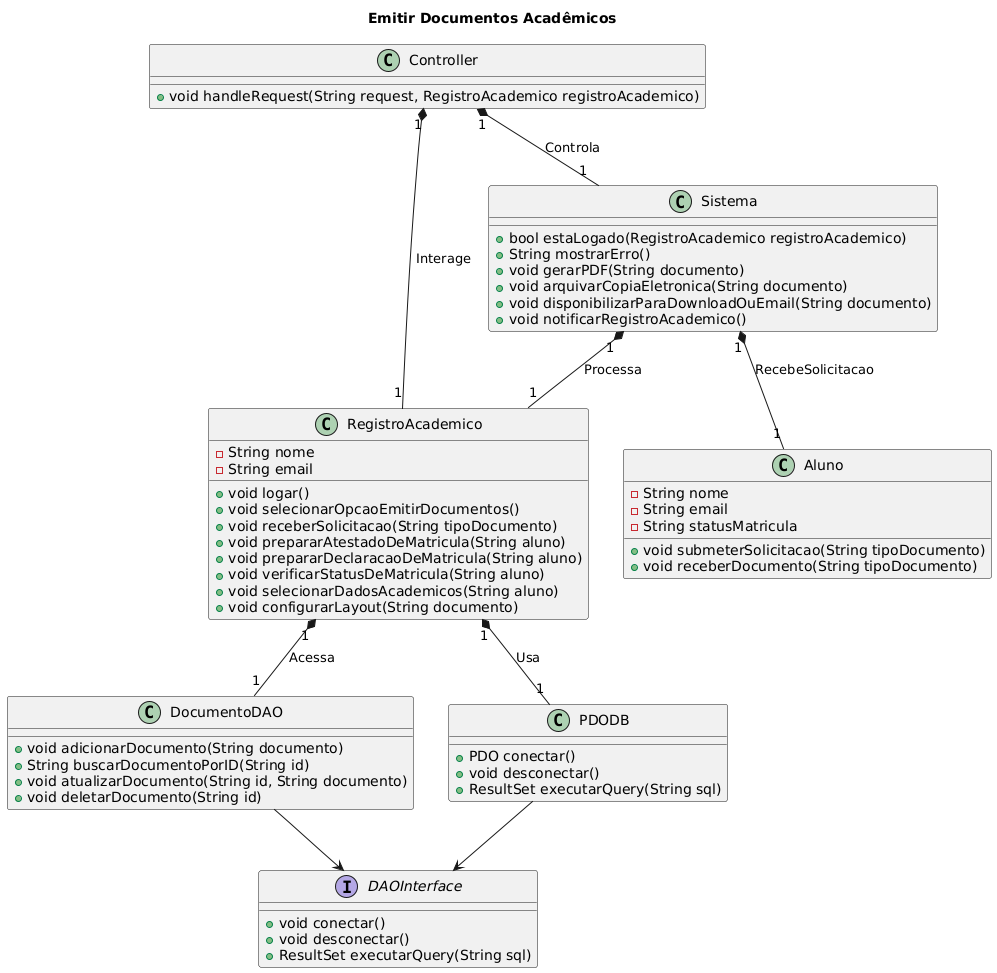 Emitir Documentos Acadêmicos
C Controller
void handleRequest(String request, RegistroAcademico registroAcademico)
1
1
Controla
1
C Sistema
bool estaLogado(RegistroAcademico registroAcademico)
String mostrarErro()
void gerarPDF(String documento)
void arquivarCopiaEletronica(String documento)
void disponibilizarParaDownloadOuEmail(String documento)
void notificarRegistroAcademico()
Interage
1
1
1
Processa
RecebeSolicitacao
1
1
C RegistroAcademico
String nome
String email
void logar()
void selecionarOpcaoEmitirDocumentos()
void receberSolicitacao(String tipoDocumento)
void prepararAtestadoDeMatricula(String aluno)
void prepararDeclaracaoDeMatricula(String aluno)
void verificarStatusDeMatricula(String aluno)
void selecionarDadosAcademicos(String aluno)
void configurarLayout(String documento)
C Aluno
String nome
String email
String statusMatricula
void submeterSolicitacao(String tipoDocumento)
void receberDocumento(String tipoDocumento)
1
1
Acessa
Usa
1
1
C DocumentoDAO
void adicionarDocumento(String documento)
String buscarDocumentoPorID(String id)
void atualizarDocumento(String id, String documento)
void deletarDocumento(String id)
C PDODB
PDO conectar()
void desconectar()
ResultSet executarQuery(String sql)
I DAOInterface
void conectar()
void desconectar()
ResultSet executarQuery(String sql)